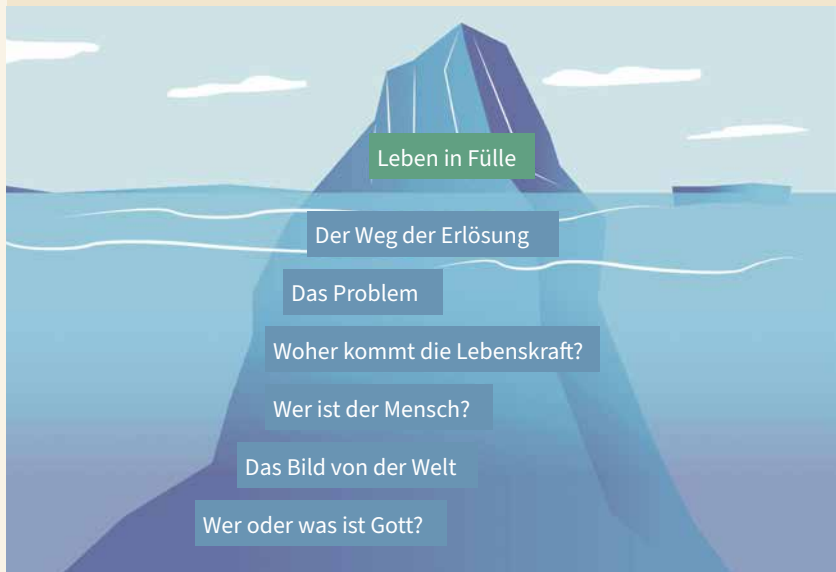 Leben in Fülle
Der Weg der Erlösung
Das Problem
Woher kommt die Lebenskraft?
Wer ist der Mensch?
Das Bild von der Welt
Wer oder was ist Gott?